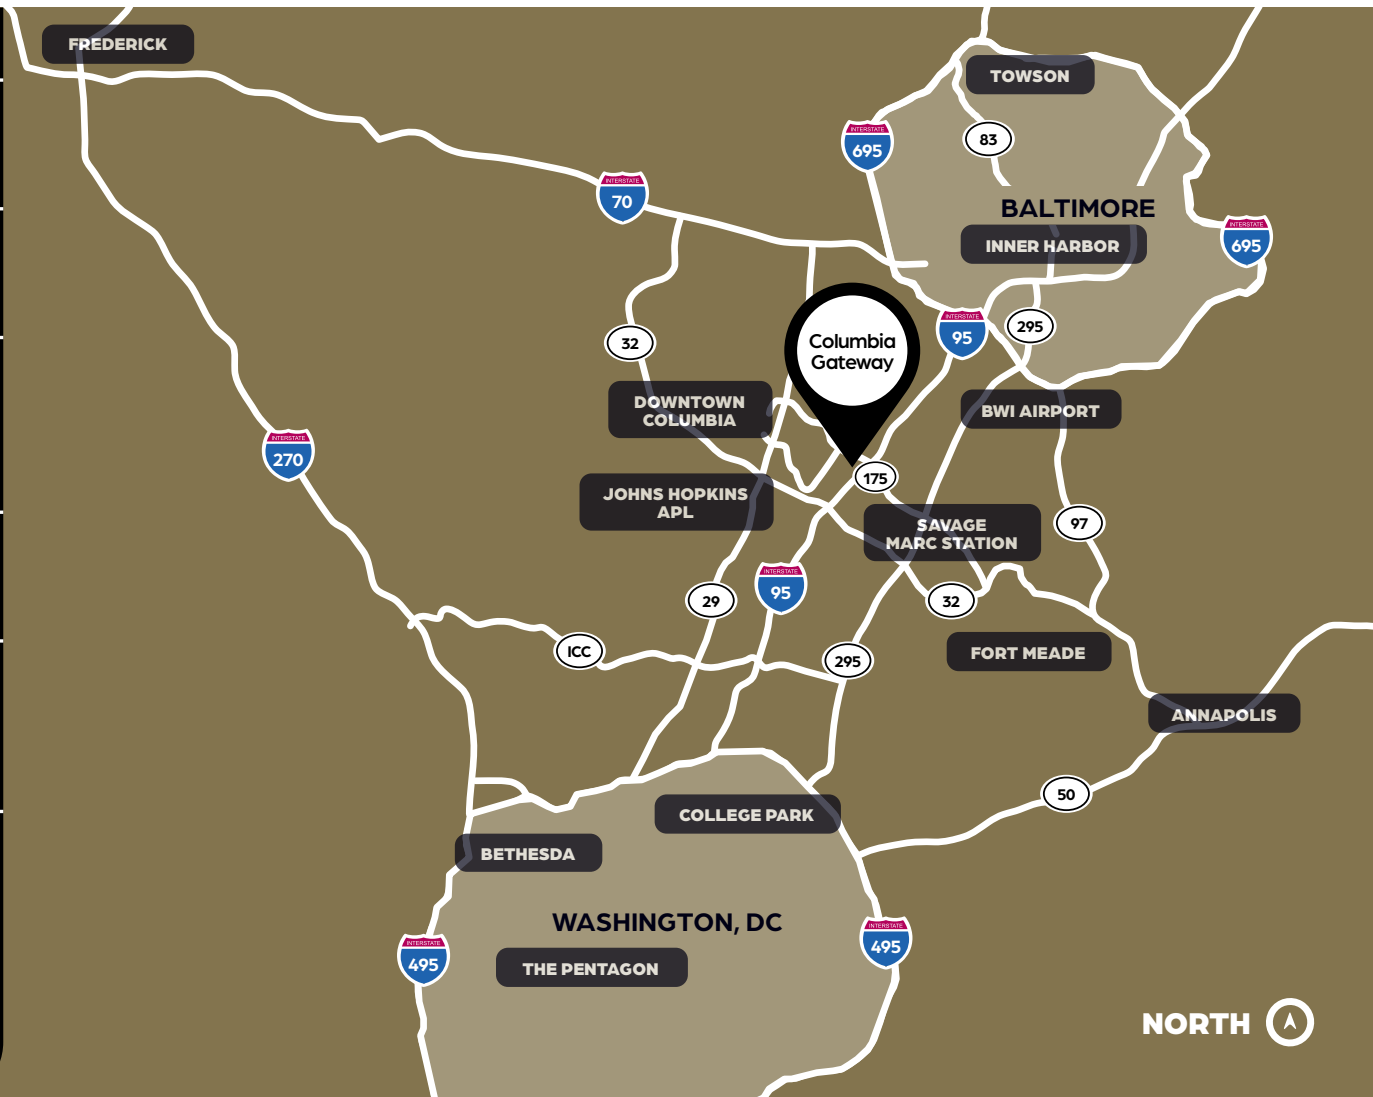 FREDERICK
TOWSON
83
INTERSTATE
695
INTERSTATE
70
BALTIMORE
INNER HARBOR
INTERSTATE
695
INTERSTATE
95
295
32
Columbia
Gateway
DOWNTOWN
COLUMBIA
BWI AIRPORT
INTERSTATE
270
175
JOHNS HOPKINS
APL
SAVAGE
MARC STATION
97
INTERSTATE
95
29
32
ICC
295
FORT MEADE
ANNAPOLIS
50
COLLEGE PARK
BETHESDA
WASHINGTON, DC
INTERSTATE
495
INTERSTATE
495
THE PENTAGON
NORTH